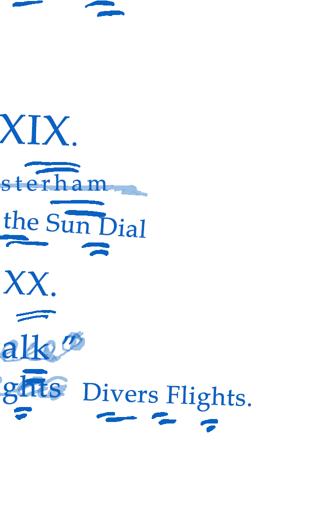 XIX.
sterham
the Sun Dial
XX.
alk"
ghts Divers Flights.